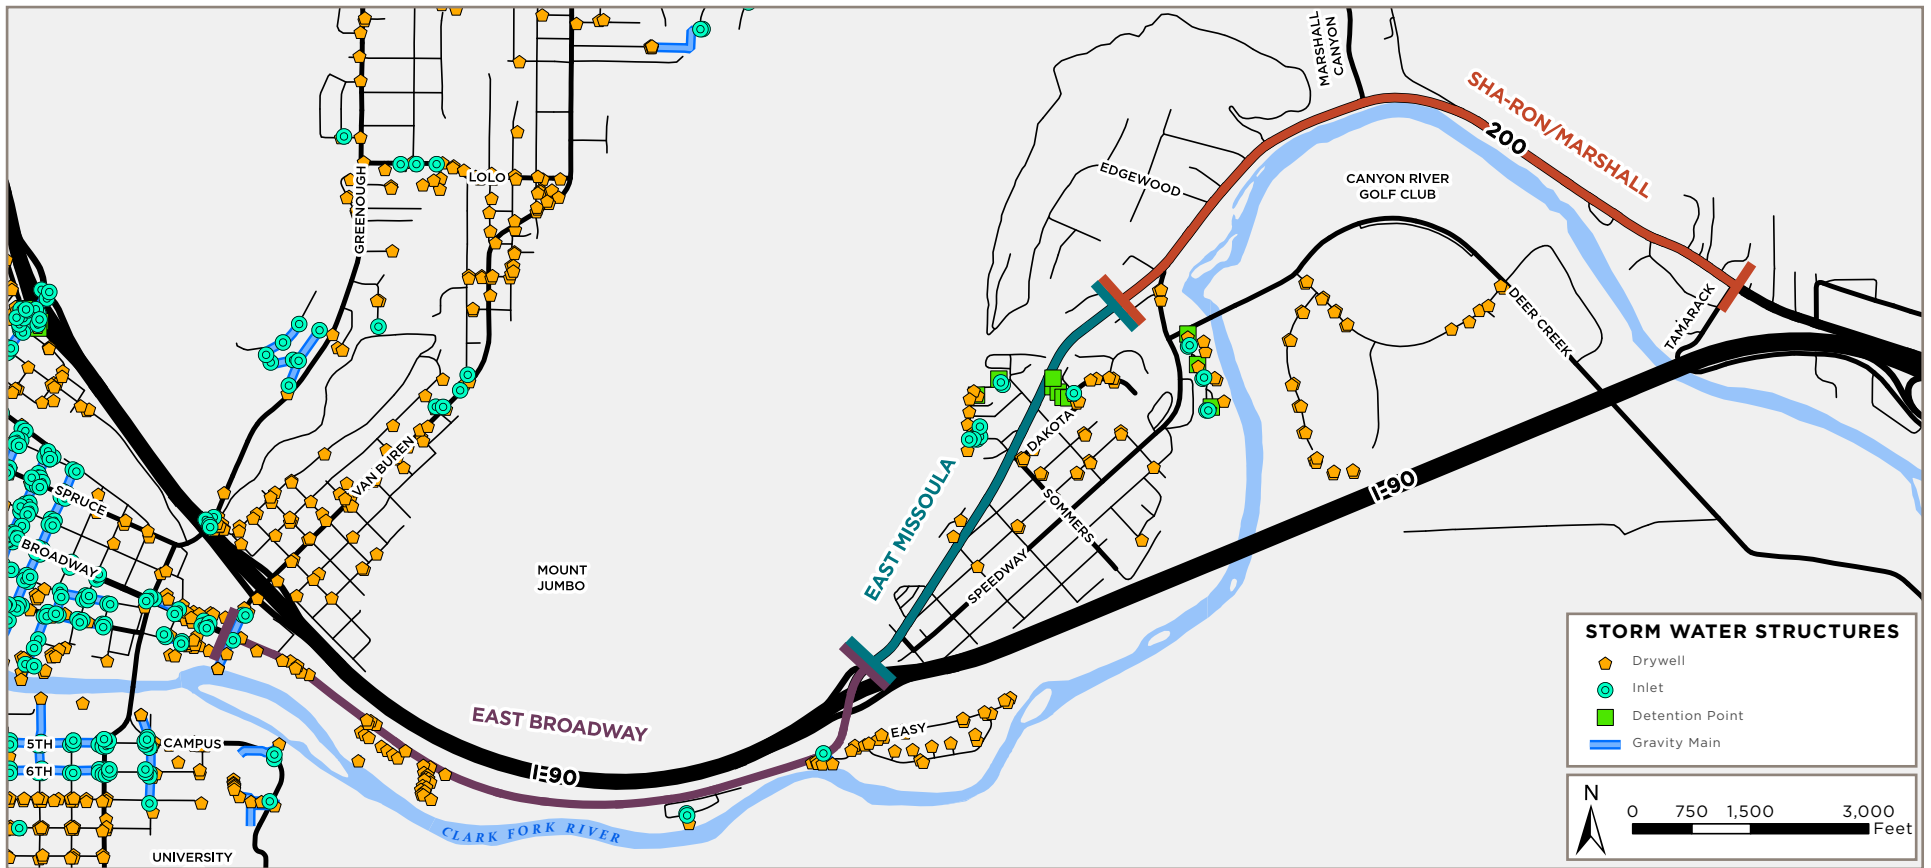 MARSHALL
CANYON
SHA-RON/MARSHALL
200
EDGEWOOD
CANYON RIVER
GOLF CLUB
LOLO
GREENOUGH
DEER CREEK
TAMARACK
VAN BUREN
DAKOTA
EAST MISSOULA
SOMMERS
I-90
SPRUCE
BROADWAY
MOUNT
JUMBO
SPEEDWAY
EAST BROADWAY
EASY
5TH
CAMPUS
6TH
I-90
CLARK FORK RIVER
UNIVERSITY
STORM WATER STRUCTURES
Drywell
Inlet
Detention Point
Gravity Main
N
0 750 1,500 3,000
Feet